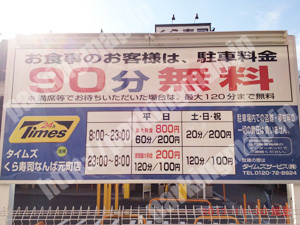 くら寿司
お食事のお客様は、駐車料金
90分無料
※満席等でお待ちいただいた場合は、最大120分まで無料
Times
タイムズ
くら寿司なんば元町店
平日 土・日・祝
8:00~23:00 最大料金 800円 60分/200円 20分/200円
23:00~8:00 最大料金 200円 120分/100円 120分/100円
タイムズサービス(株)
TEL.0120-72-8924